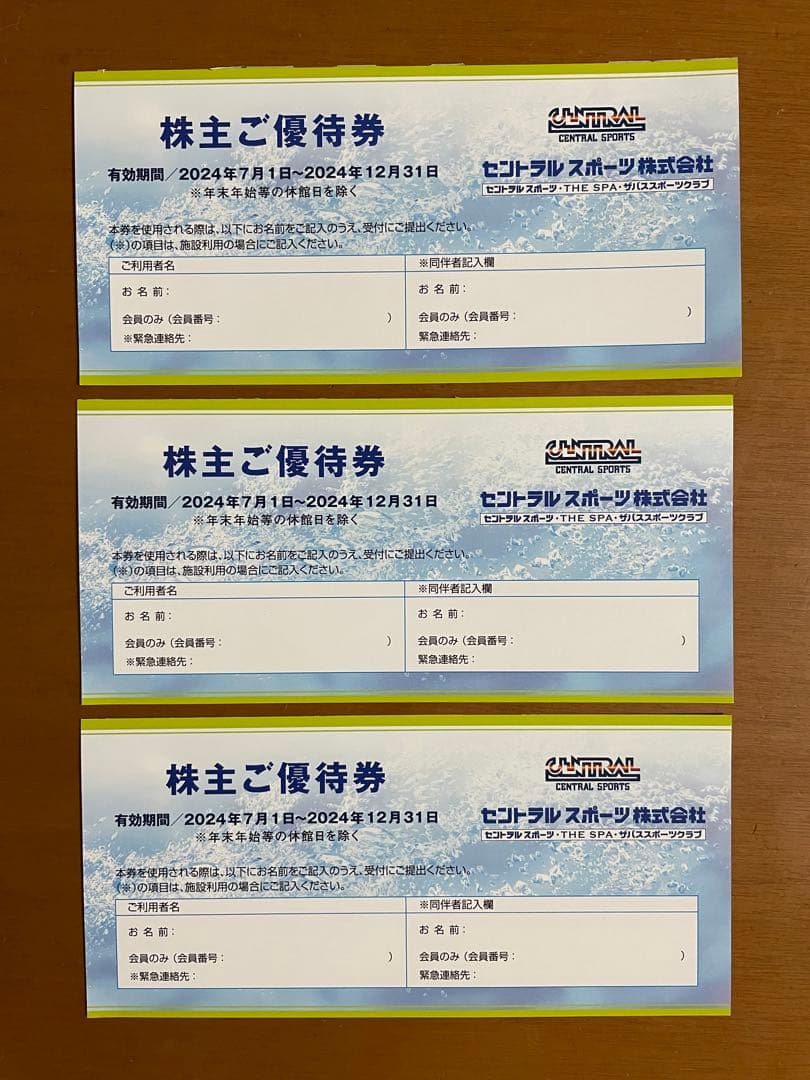 株主ご優待券
有効期間／2024年7月1日～2024年12月31日
※年末年始等の休館日を除く
CENTRAL
CENTRAL SPORTS
セントラルスポーツ株式会社
セントラルスポーツ・THE SPA・ザバススポーツクラブ
本券を使用される際は、以下にお名前をご記入のうえ、受付にご提出ください。
（※）の項目は、施設利用の場合にご記入ください。
ご利用者名
お 名 前：
会員のみ（会員番号： ）
※緊急連絡先：
※同伴者記入欄
お 名 前：
会員のみ（会員番号： ）
緊急連絡先：
株主ご優待券
有効期間／2024年7月1日～2024年12月31日
※年末年始等の休館日を除く
CENTRAL
CENTRAL SPORTS
セントラルスポーツ株式会社
セントラルスポーツ・THE SPA・ザバススポーツクラブ
本券を使用される際は、以下にお名前をご記入のうえ、受付にご提出ください。
（※）の項目は、施設利用の場合にご記入ください。
ご利用者名
お 名 前：
会員のみ（会員番号： ）
※緊急連絡先：
※同伴者記入欄
お 名 前：
会員のみ（会員番号： ）
緊急連絡先：
株主ご優待券
有効期間／2024年7月1日～2024年12月31日
※年末年始等の休館日を除く
CENTRAL
CENTRAL SPORTS
セントラルスポーツ株式会社
セントラルスポーツ・THE SPA・ザバススポーツクラブ
本券を使用される際は、以下にお名前をご記入のうえ、受付にご提出ください。
（※）の項目は、施設利用の場合にご記入ください。
ご利用者名
お 名 前：
会員のみ（会員番号： ）
※緊急連絡先：
※同伴者記入欄
お 名 前：
会員のみ（会員番号： ）
緊急連絡先：